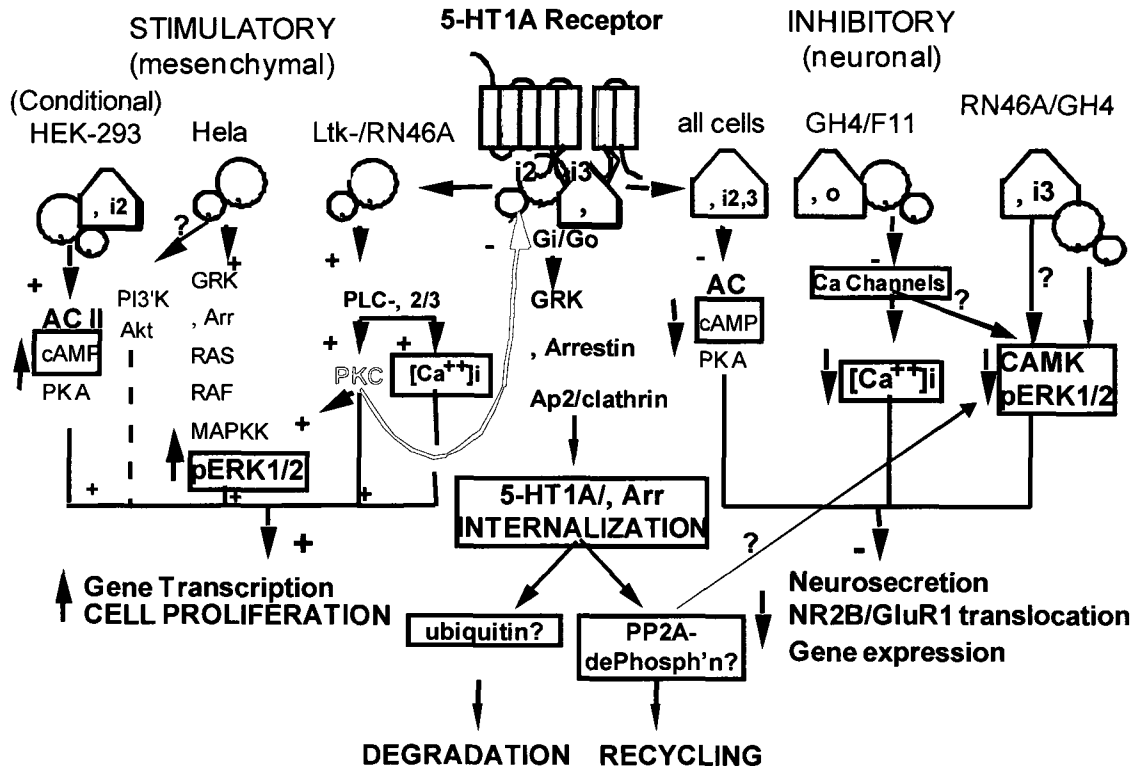 5-HT1A Receptor
STIMULATORY
(mesenchymal)
INHIBITORY
(neuronal)
(Conditional)
HEK-293
Hela
Ltk-/RN46A
all cells
GH4/F11
RN46A/GH4
i2
i3
,
, i2
, i2,3
, o
, i3
?
-
Gi/Go
+
AC II
cAMP
PKA
PI3'K
Akt
+
GRK
, Arr
RAS
RAF
MAPKK
pERK1/2
+
PLC-, 2/3
+
+
PKC
[Ca++]i
+
GRK
, Arrestin
Ap2/clathrin
5-HT1A/, Arr
INTERNALIZATION
ubiquitin?
PP2A-
dePhosph'n?
DEGRADATION
RECYCLING
-
AC
cAMP
PKA
-
Ca Channels
?
?
[Ca++]i
CAMK
pERK1/2
?
+
+
+
+
Gene Transcription
CELL PROLIFERATION
-
Neurosecretion
NR2B/GluR1 translocation
Gene expression